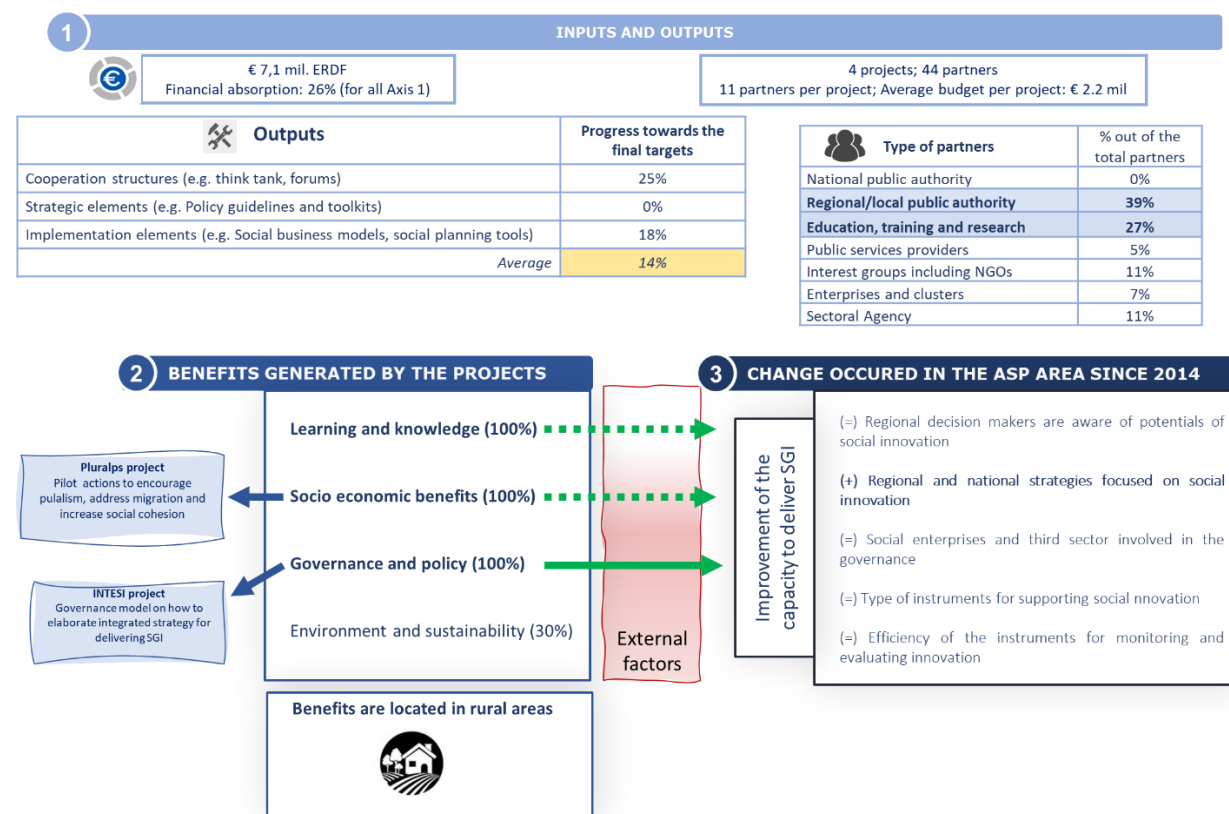 1
INPUTS AND OUTPUTS
€
€ 7,1 mil. ERDF
Financial absorption: 26% (for all Axis 1)
4 projects; 44 partners
11 partners per project; Average budget per project: € 2.2 mil
Outputs
Progress towards the
final targets
Cooperation structures (e.g. think tank, forums)
25%
Strategic elements (e.g. Policy guidelines and toolkits)
0%
Implementation elements (e.g. Social business models, social planning tools)
18%
Average
14%
Type of partners
% out of the
total partners
National public authority
0%
Regional/local public authority
39%
Education, training and research
27%
Public services providers
5%
Interest groups including NGOs
11%
Enterprises and clusters
7%
Sectoral Agency
11%
2
BENEFITS GENERATED BY THE PROJECTS
Learning and knowledge (100%)
Socio economic benefits (100%)
Governance and policy (100%)
Environment and sustainability (30%)
Pluralps project
Pilot actions to encourage
pulalism, address migration and
increase social cohesion
INTESI project
Governance model on how to
elaborate integrated strategy for
delivering SGI
Benefits are located in rural areas
External
factors
3
CHANGE OCCURED IN THE ASP AREA SINCE 2014
Improvement of the
capacity to deliver SGI
(=) Regional decision makers are aware of potentials of
social innovation
(+) Regional and national strategies focused on social
innovation
(=) Social enterprises and third sector involved in the
governance
(=) Type of instruments for supporting social nnovation
(=) Efficiency of the instruments for monitoring and
evaluating innovation